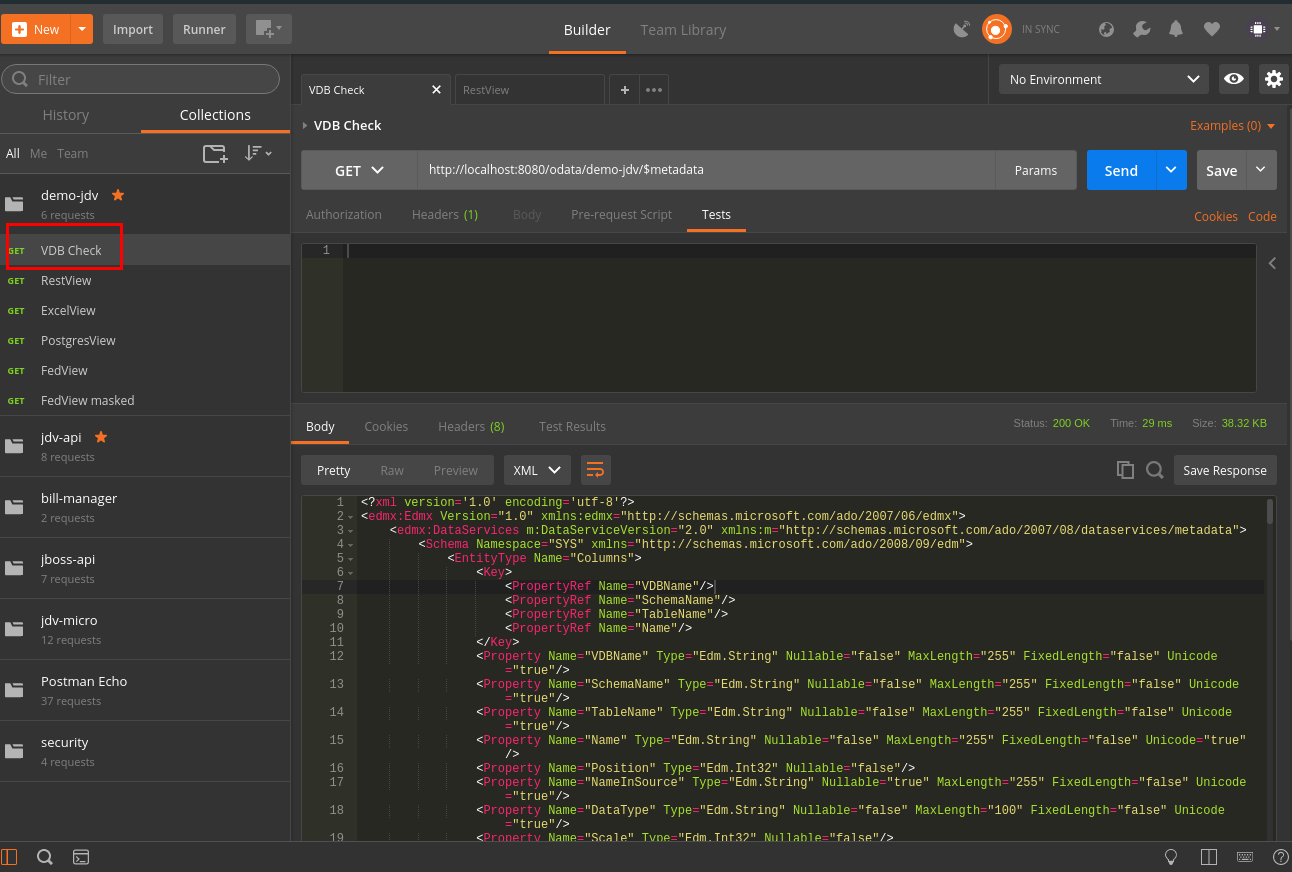 New
Import
Runner
Builder
Team Library
IN SYNC
Filter
History
Collections
All Me Team
demo-jdv
6 requests
GET VDB Check
GET RestView
GET ExcelView
GET PostgresView
GET FedView
GET FedView masked
jdv-api
8 requests
bill-manager
2 requests
jboss-api
7 requests
jdv-micro
12 requests
Postman Echo
37 requests
security
4 requests
VDB Check
RestView
No Environment
VDB Check
Examples (0)
GET http://localhost:8080/odata/demo-jdv/$metadata Params Send Save
Authorization Headers (1) Body Pre-request Script Tests Cookies Code
1
Body Cookies Headers (8) Test Results Status: 200 OK Time: 29 ms Size: 38.32 KB
Pretty Raw Preview XML Save Response
1 <?xml version='1.0' encoding='utf-8'?>
2 <edmx:Edmx Version="1.0" xmlns:edmx="http://schemas.microsoft.com/ado/2007/06/edmx">
3 <edmx:DataServices m:DataServiceVersion="2.0" xmlns:m="http://schemas.microsoft.com/ado/2007/08/dataservices/metadata">
4 <Schema Namespace="SYS" xmlns="http://schemas.microsoft.com/ado/2008/09/edm">
5 <EntityType Name="Columns">
6 <Key>
7 <PropertyRef Name="VDBName"/>
8 <PropertyRef Name="SchemaName"/>
9 <PropertyRef Name="TableName"/>
10 <PropertyRef Name="Name"/>
11 </Key>
12 <Property Name="VDBName" Type="Edm.String" Nullable="false" MaxLength="255" FixedLength="false" Unicode
="true"/>
13 <Property Name="SchemaName" Type="Edm.String" Nullable="false" MaxLength="255" FixedLength="false" Unicode
="true"/>
14 <Property Name="TableName" Type="Edm.String" Nullable="false" MaxLength="255" FixedLength="false" Unicode
="true"/>
15 <Property Name="Name" Type="Edm.String" Nullable="false" MaxLength="255" FixedLength="false" Unicode="true"
/>
16 <Property Name="Position" Type="Edm.Int32" Nullable="false"/>
17 <Property Name="NameInSource" Type="Edm.String" Nullable="true" MaxLength="255" FixedLength="false" Unicode
="true"/>
18 <Property Name="DataType" Type="Edm.String" Nullable="false" MaxLength="100" FixedLength="false" Unicode
="true"/>
19 <Property Name="Scale" Type="Edm.Int32" Nullable="false"/>